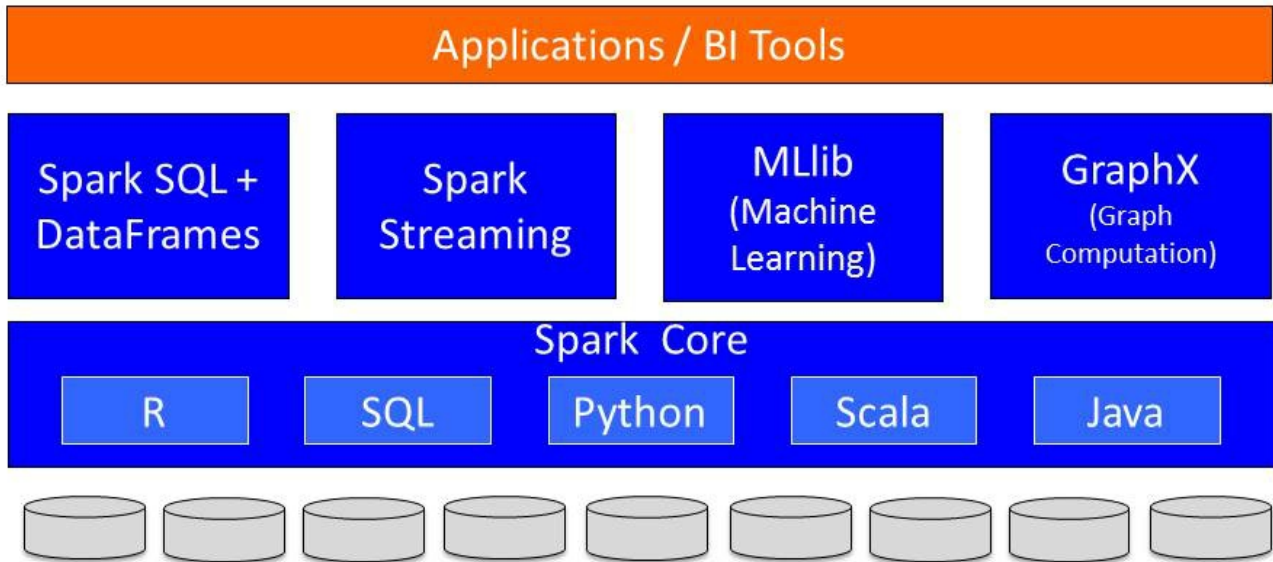 Applications / BI Tools
Spark SQL +
DataFrames
Spark
Streaming
MLlib
(Machine
Learning)
GraphX
(Graph
Computation)
Spark Core
R
SQL
Python
Scala
Java